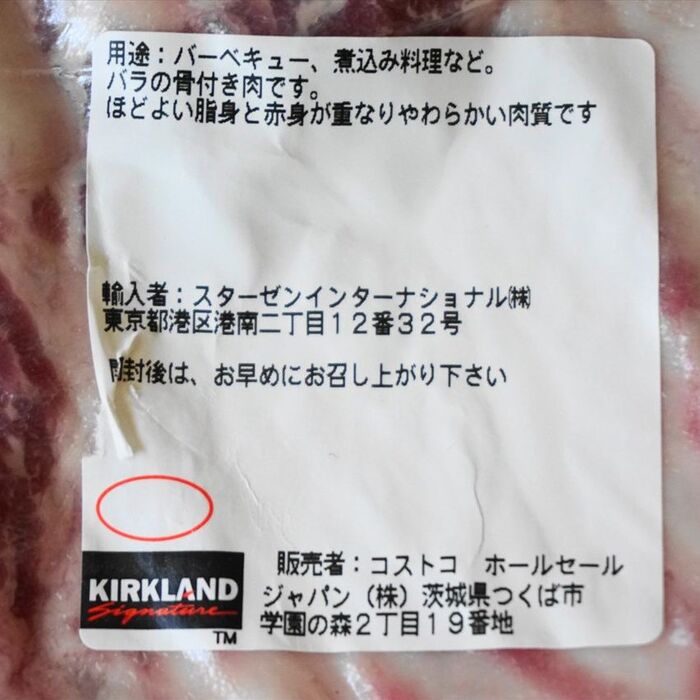 用途：バーベキュー、煮込み料理など。
バラの骨付き肉です。
ほどよい脂身と赤身が重なりやわらかい肉質です
輸入者：スターゼンインターナショナル㈱
東京都港区港南二丁目１２番３２号
開封後は、お早めにお召し上がり下さい
KIRKLAND
Signature
TM
販売者：コストコ　ホールセール
ジャパン（株）茨城県つくば市
学園の森２丁目１９番地